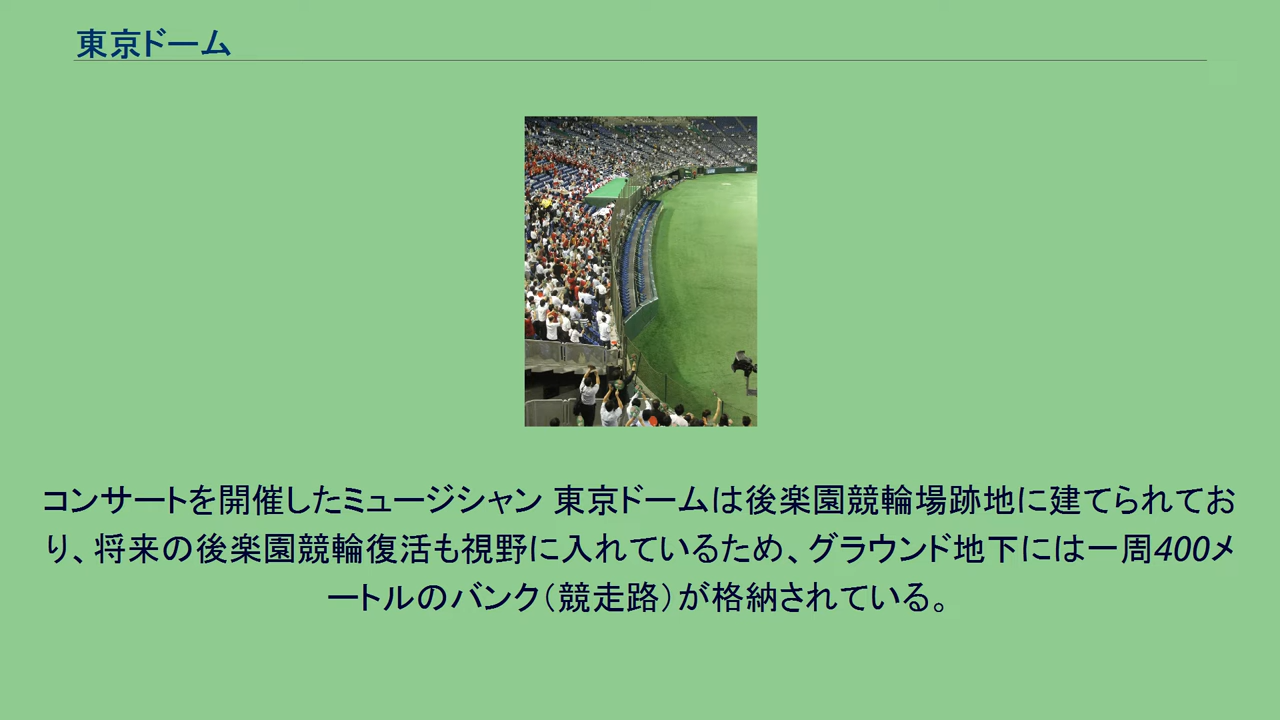 東京ドーム
コンサートを開催したミュージシャン 東京ドームは後楽園競輪場跡地に建てられてお
り、将来の後楽園競輪復活も視野に入れているため、グラウンド地下には一周400メ
ートルのバンク（競走路）が格納されている。